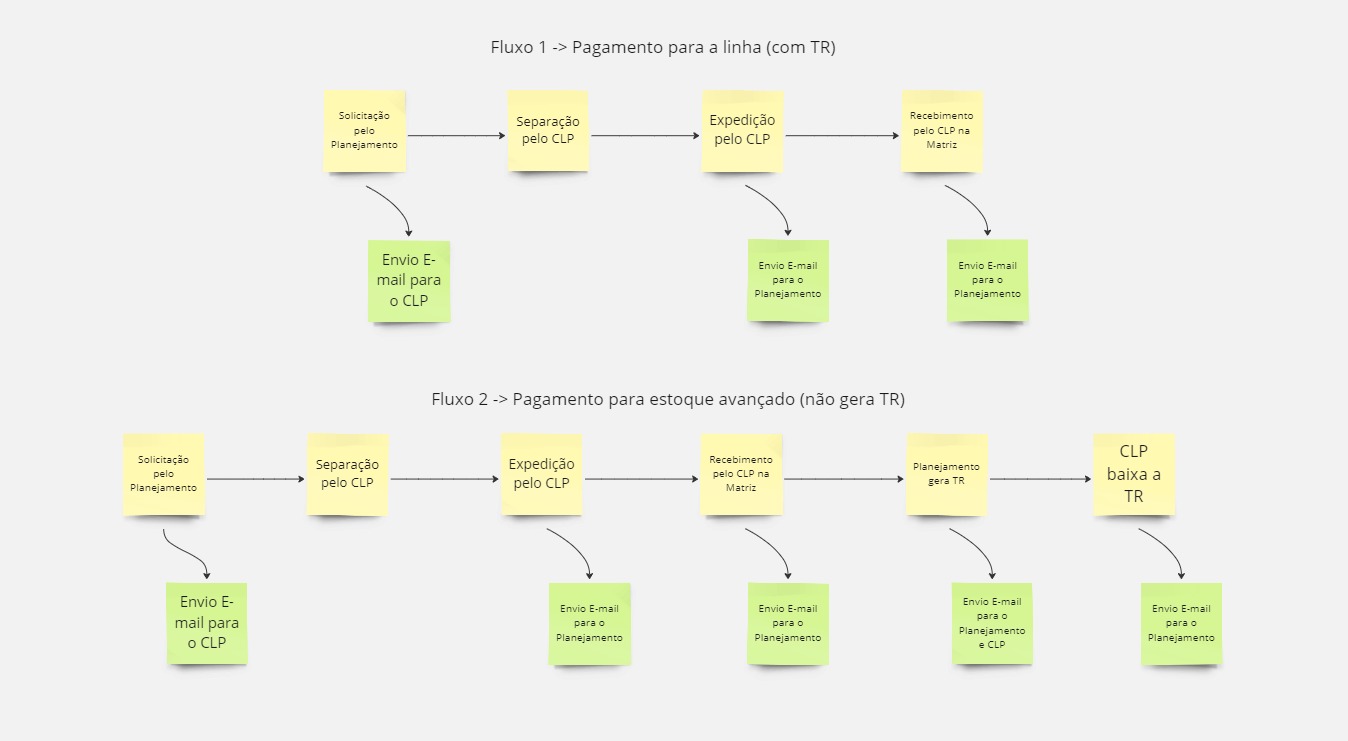 Fluxo 1 -> Pagamento para a linha (com TR)
Solicitação
pelo
Planejamento
Separação
pelo CLP
Expedição
pelo CLP
Recebimento
pelo CLP na
Matriz
Envio E-
mail para
o CLP
Envio E-mail
para o
Planejamento
Envio E-mail
para o
Planejamento
Fluxo 2 -> Pagamento para estoque avançado (não gera TR)
Solicitação
pelo
Planejamento
Separação
pelo CLP
Expedição
pelo CLP
Recebimento
pelo CLP na
Matriz
Planejamento
gera TR
CLP
baixa a
TR
Envio E-
mail para
o CLP
Envio E-mail
para o
Planejamento
Envio E-mail
para o
Planejamento
Envio E-mail
para o
Planejamento
e CLP
Envio E-mail
para o
Planejamento